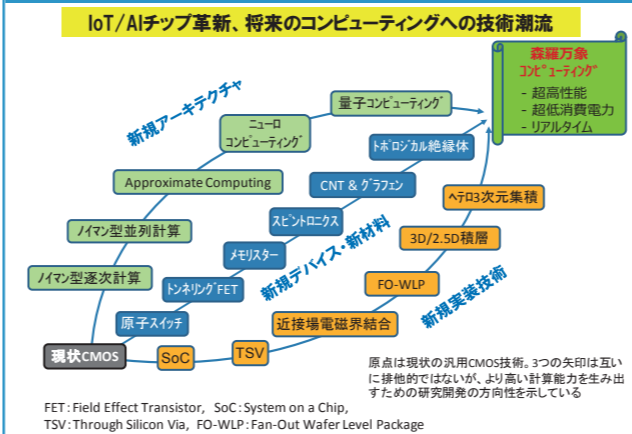 IoT/AIチップ革新、将来のコンピューティングへの技術潮流
森羅万象
コンピューティング
- 超高性能
- 超低消費電力
- リアルタイム
新規アーキテクチャ
量子コンピューティング
ニューロ
コンピューティング
Approximate Computing
ノイマン型並列計算
ノイマン型逐次計算
トポロジカル絶縁体
CNT & グラフェン
スピントロニクス
メモリスター
トンネリングFET
原子スイッチ
新規デバイス・新材料
ヘテロ3次元集積
3D/2.5D積層
FO-WLP
近接場電磁界結合
TSV
SoC
新規実装技術
現状CMOS
原点は現状の汎用CMOS技術。3つの矢印は互い
に排他的ではないが、より高い計算能力を生み出
すための研究開発の方向性を示している
FET：Field Effect Transistor, SoC：System on a Chip,
TSV：Through Silicon Via, FO-WLP：Fan-Out Wafer Level Package